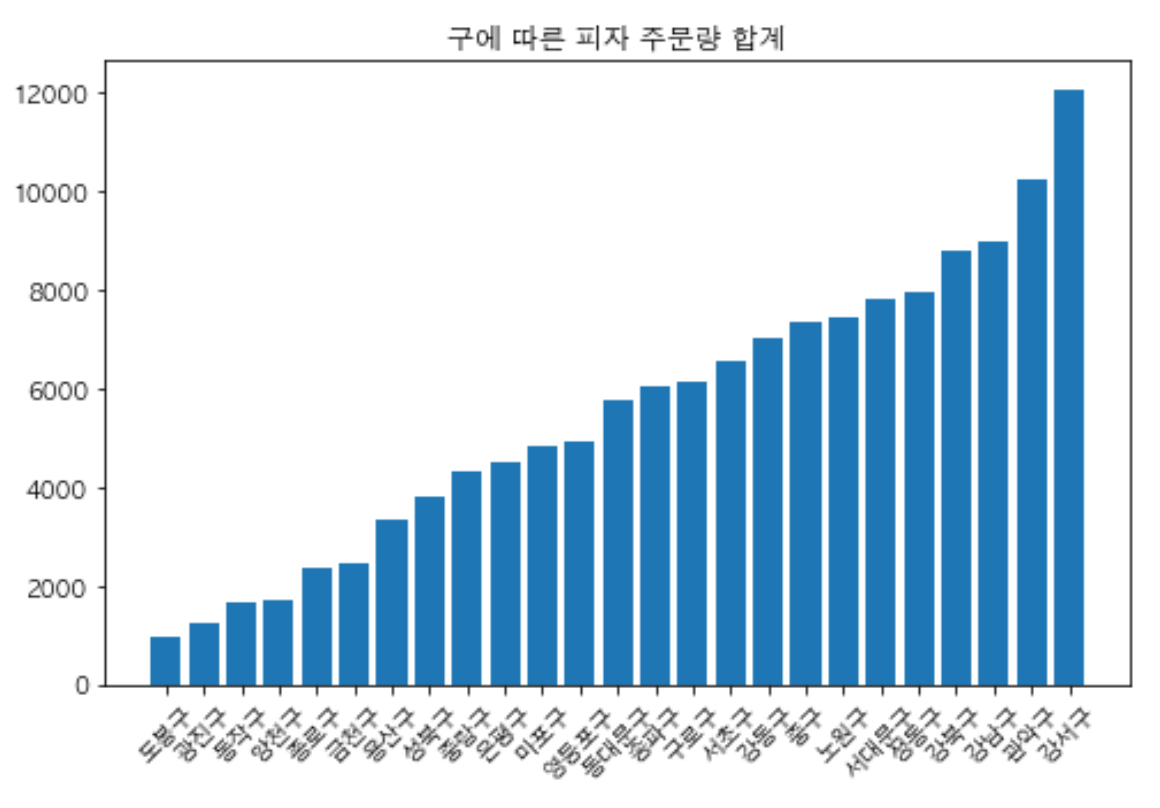 구에 따른 피자 주문량 합계
12000
10000
8000
6000
4000
2000
0
도봉구
광진구
동작구
양천구
종로구
금천구
용산구
성북구
중랑구
은평구
마포구
영등포구
동대문구
송파구
구로구
서초구
강동구
중구
노원구
서대문구
성동구
강북구
강남구
관악구
강서구